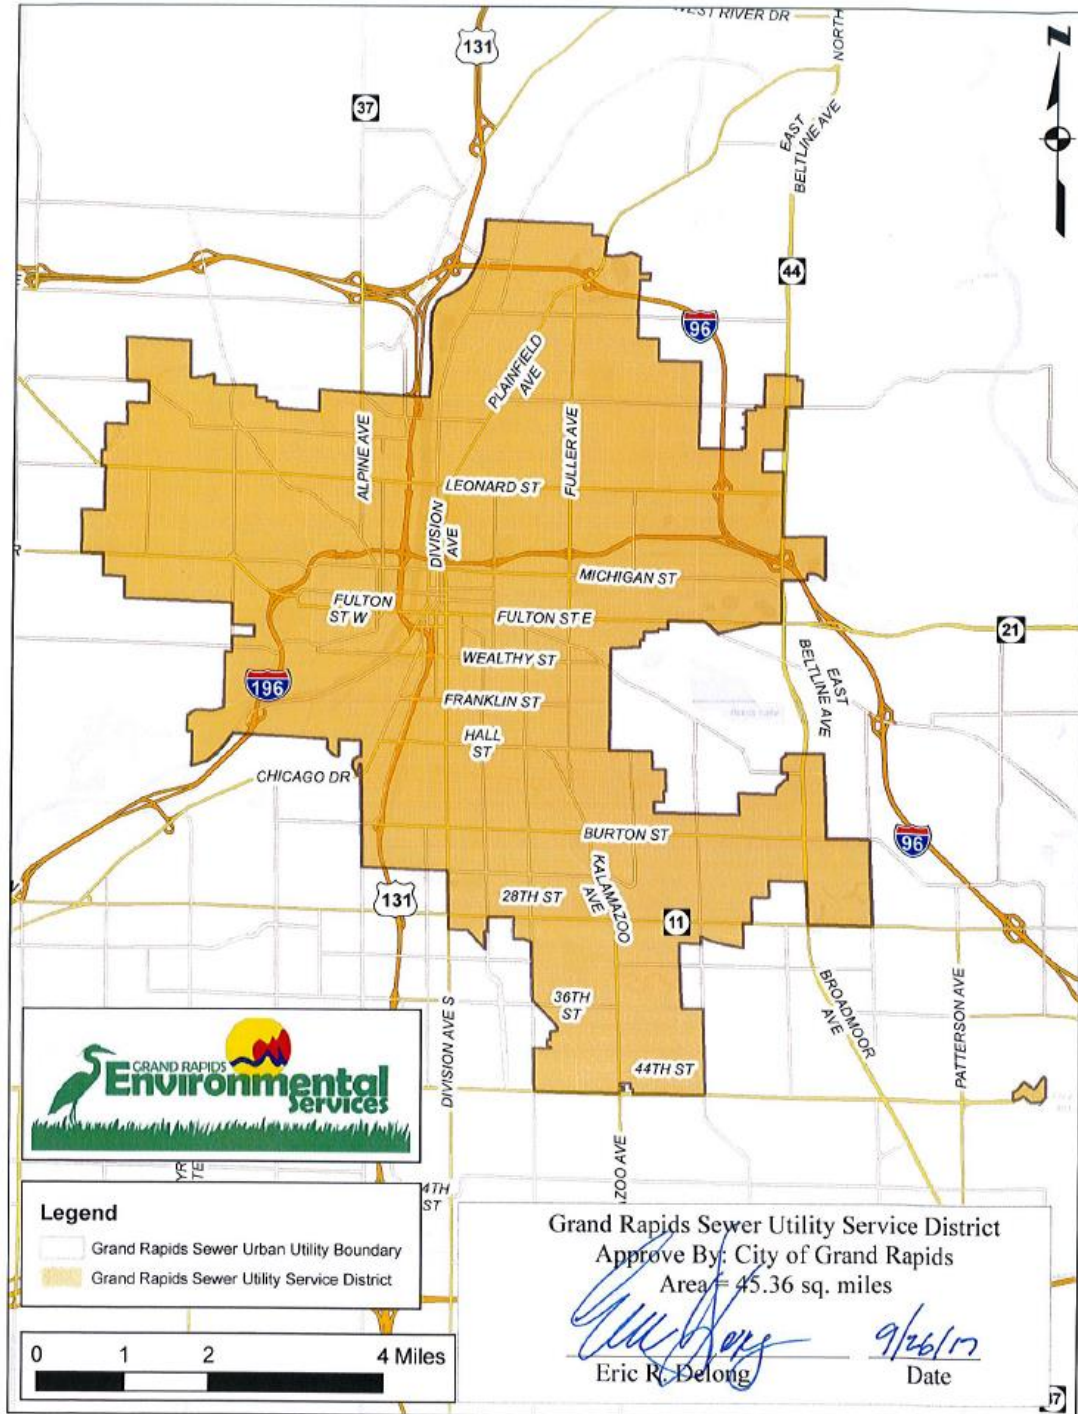 WEST RIVER DR
NORTH
Z
131
37
EAST
BELTLINE AVE
44
96
PLAINFIELD
AVE
ALPINE AVE
FULLER AVE
LEONARD ST
DIVISION
AVE
MICHIGAN ST
FULTON
ST W
FULTON ST E
21
WEALTHY ST
EAST
BELTLINE AVE
196
FRANKLIN ST
HALL
ST
CHICAGO DR
BURTON ST
96
KALAMAZOO
AVE
28TH ST
131
11
36TH
ST
BROADMOOR
AVE
PATTERSON AVE
DIVISION AVE S
44TH ST
GRAND RAPIDS
Environmental
Services
AZOO AVE
4TH
ST
Legend
Grand Rapids Sewer Urban Utility Boundary
Grand Rapids Sewer Utility Service District
Grand Rapids Sewer Utility Service District
Approve By: City of Grand Rapids
Area = 45.36 sq. miles
9/26/17
Eric R. Delong
Date
0 1 2 4 Miles
37